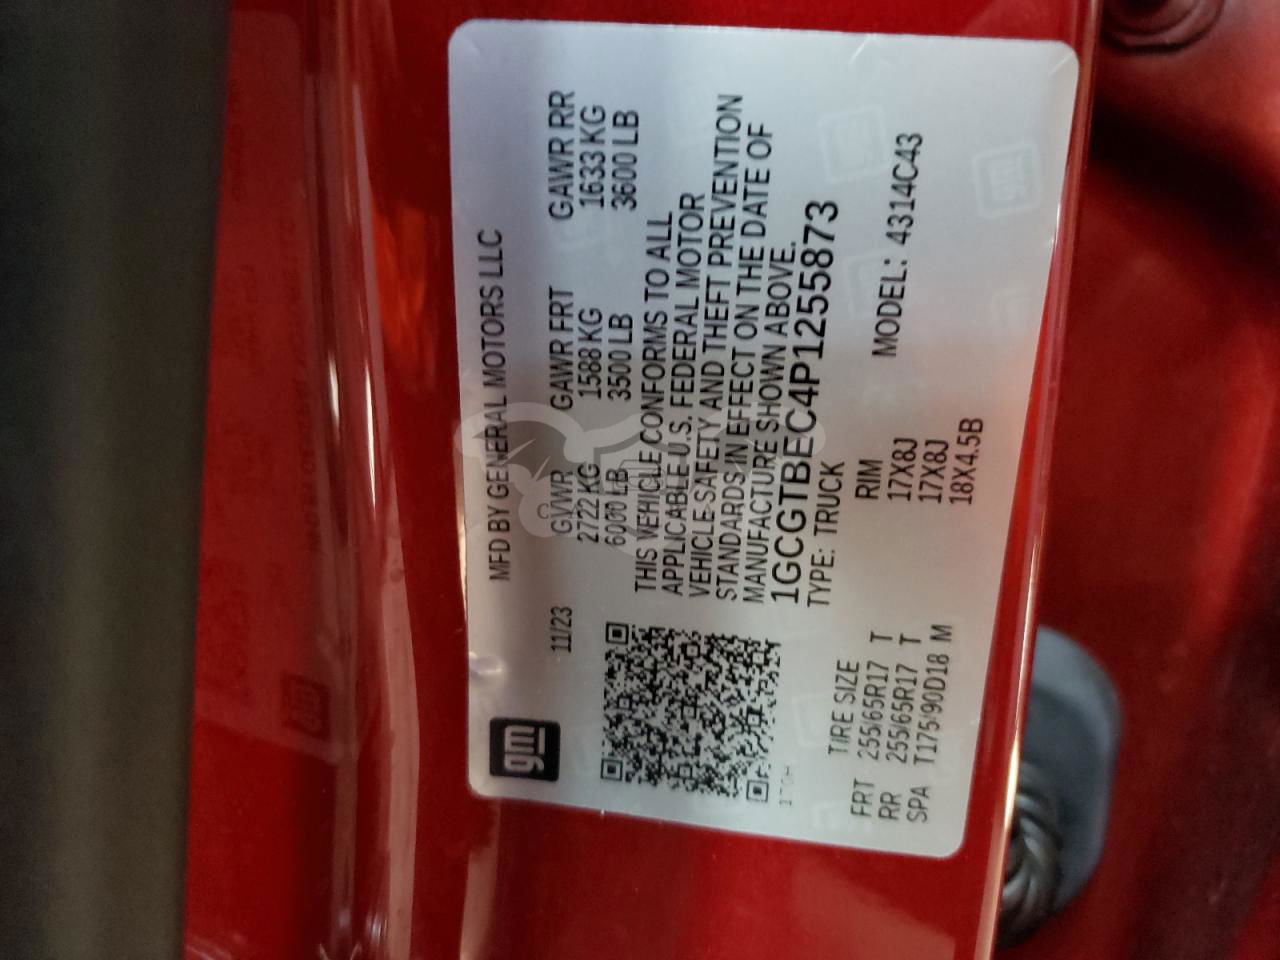 gm
MFD BY GENERAL MOTORS LLC
11/23
GVWR GAWR FRT GAWR RR
2722 KG 1588 KG 1633 KG
6000 LB 3500 LB 3600 LB
THIS VEHICLE CONFORMS TO ALL
APPLICABLE U.S. FEDERAL MOTOR
VEHICLE SAFETY AND THEFT PREVENTION
STANDARDS IN EFFECT ON THE DATE OF
MANUFACTURE SHOWN ABOVE.
1GCGTBEC4P1255873
TYPE: TRUCK MODEL: 4314C43
TIRE SIZE RIM
FRT 255/65R17 T 17X8J
RR 255/65R17 T 17X8J
SPA T175/90D18 M 18X4.5B